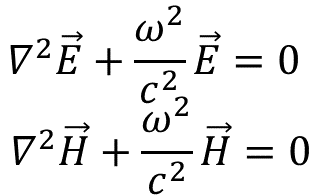 ∇²E⃗ + ω²/c² E⃗ = 0
∇²H⃗ + ω²/c² H⃗ = 0